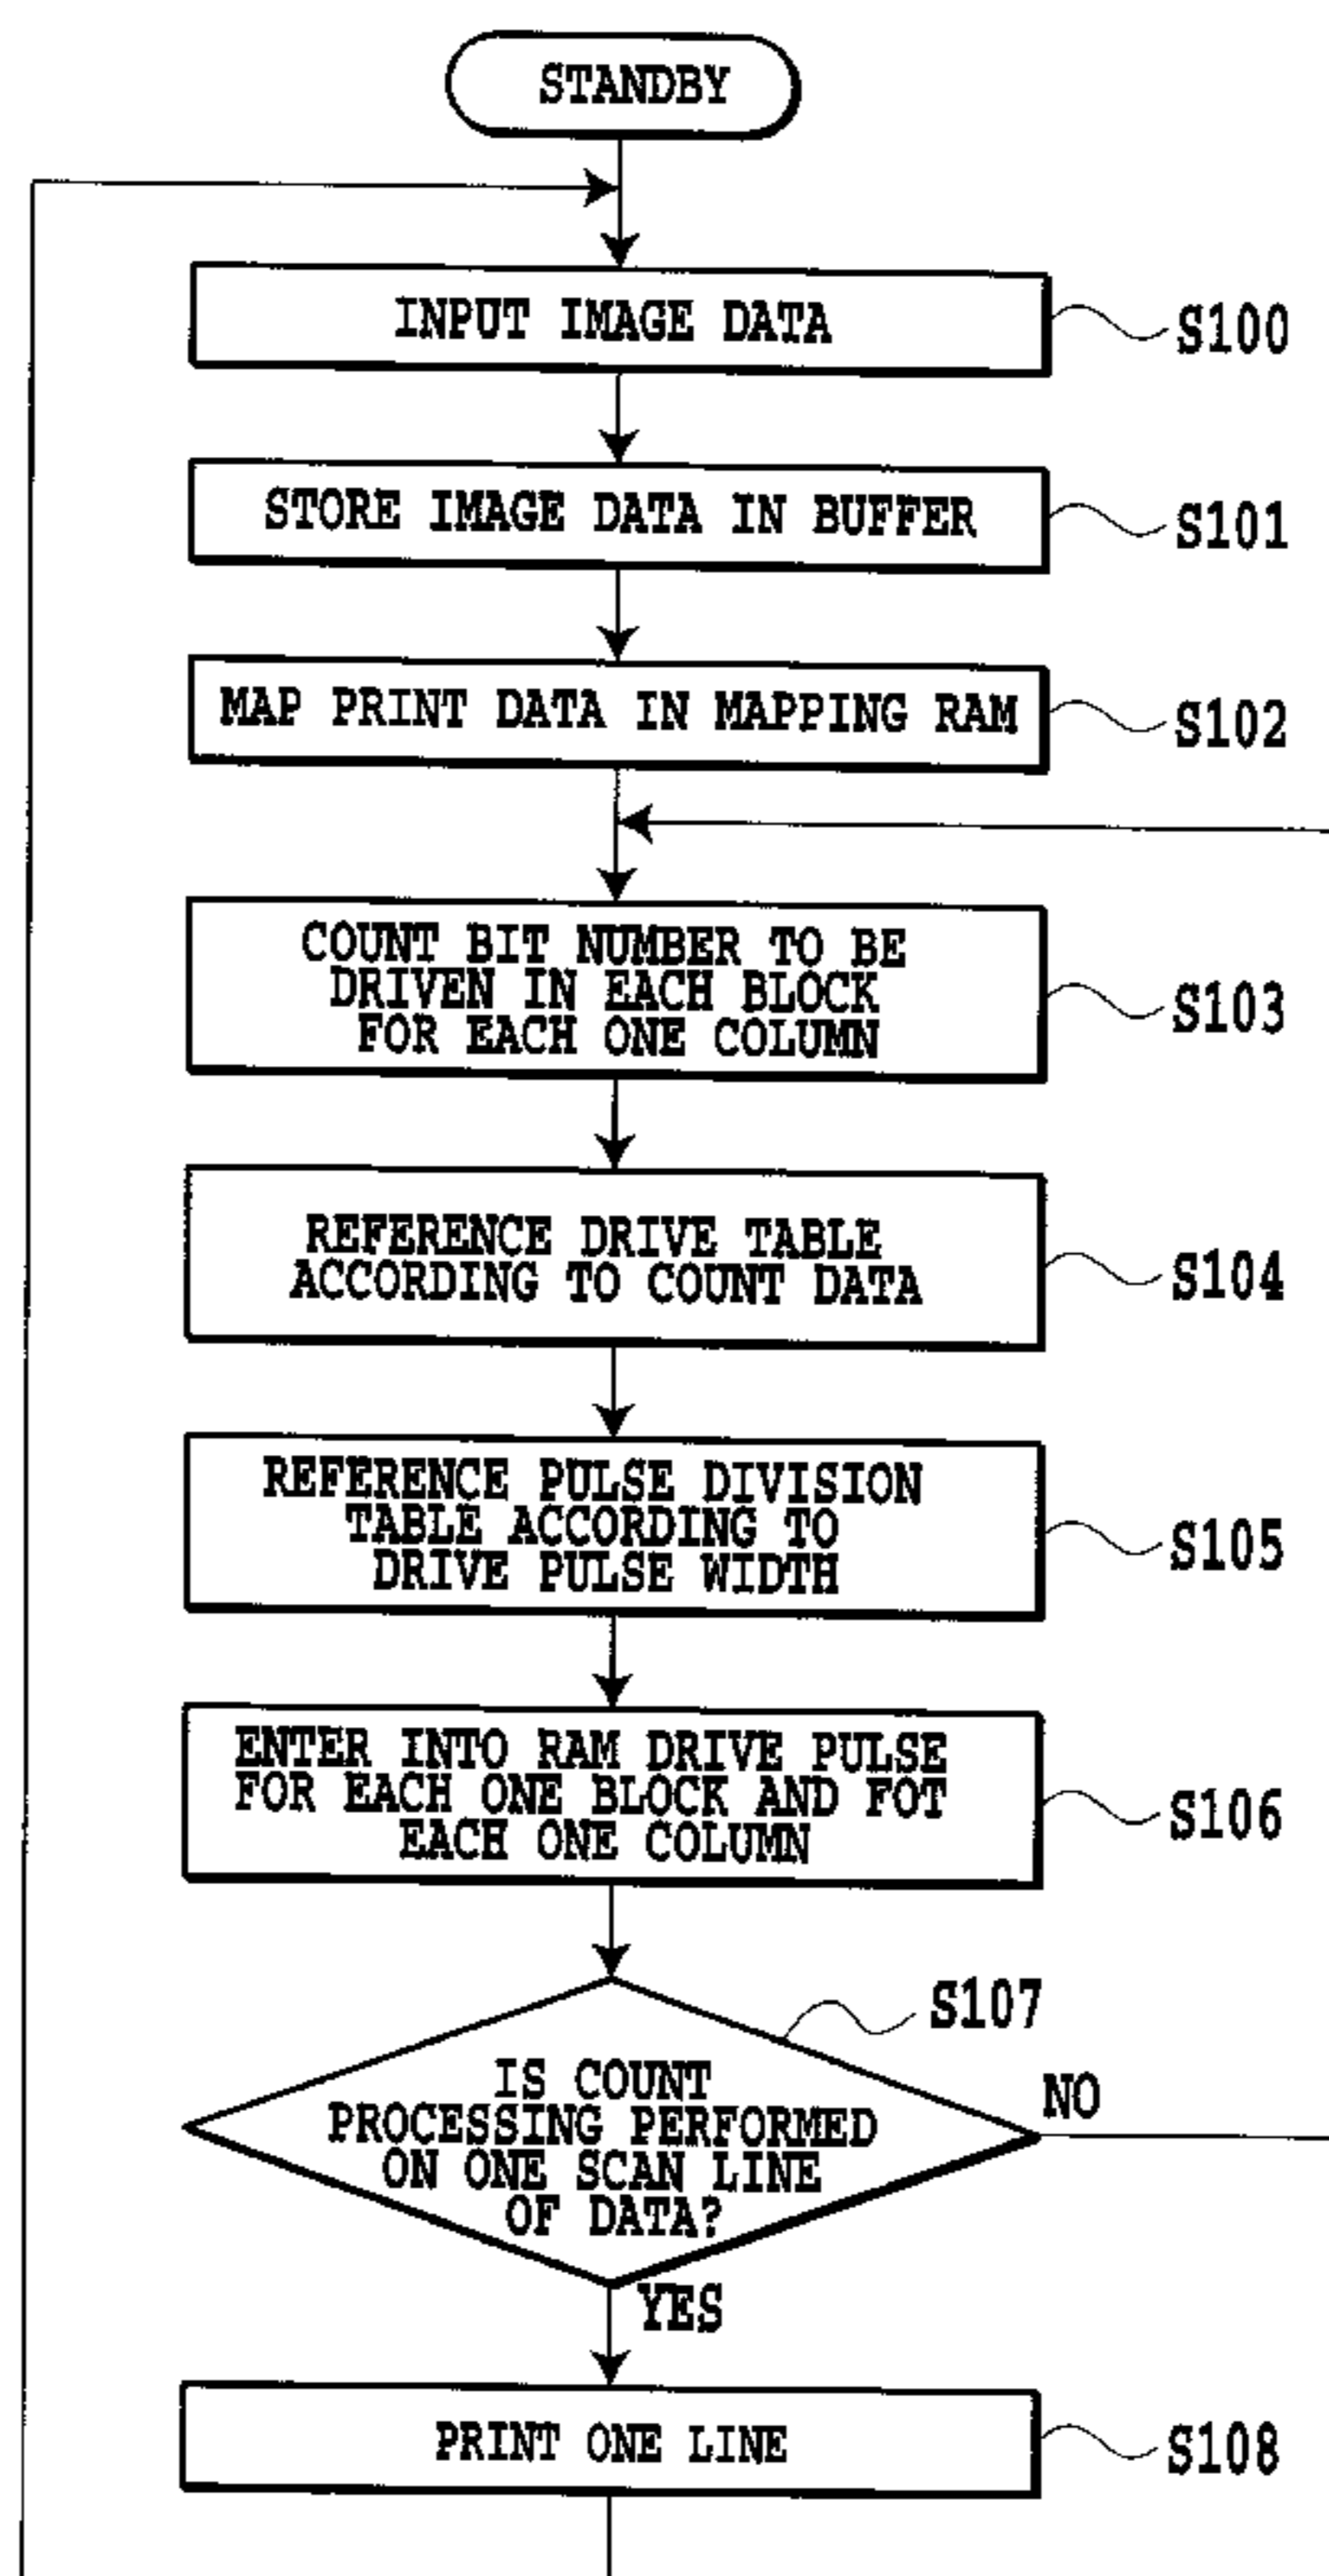 STANDBY
INPUT IMAGE DATA
S100
STORE IMAGE DATA IN BUFFER
S101
MAP PRINT DATA IN MAPPING RAM
S102
COUNT BIT NUMBER TO BE
DRIVEN IN EACH BLOCK
FOR EACH ONE COLUMN
S103
REFERENCE DRIVE TABLE
ACCORDING TO COUNT DATA
S104
REFERENCE PULSE DIVISION
TABLE ACCORDING TO
DRIVE PULSE WIDTH
S105
ENTER INTO RAM DRIVE PULSE
FOR EACH ONE BLOCK AND FOT
EACH ONE COLUMN
S106
S107
IS COUNT
PROCESSING PERFORMED
ON ONE SCAN LINE
OF DATA?
NO
YES
PRINT ONE LINE
S108